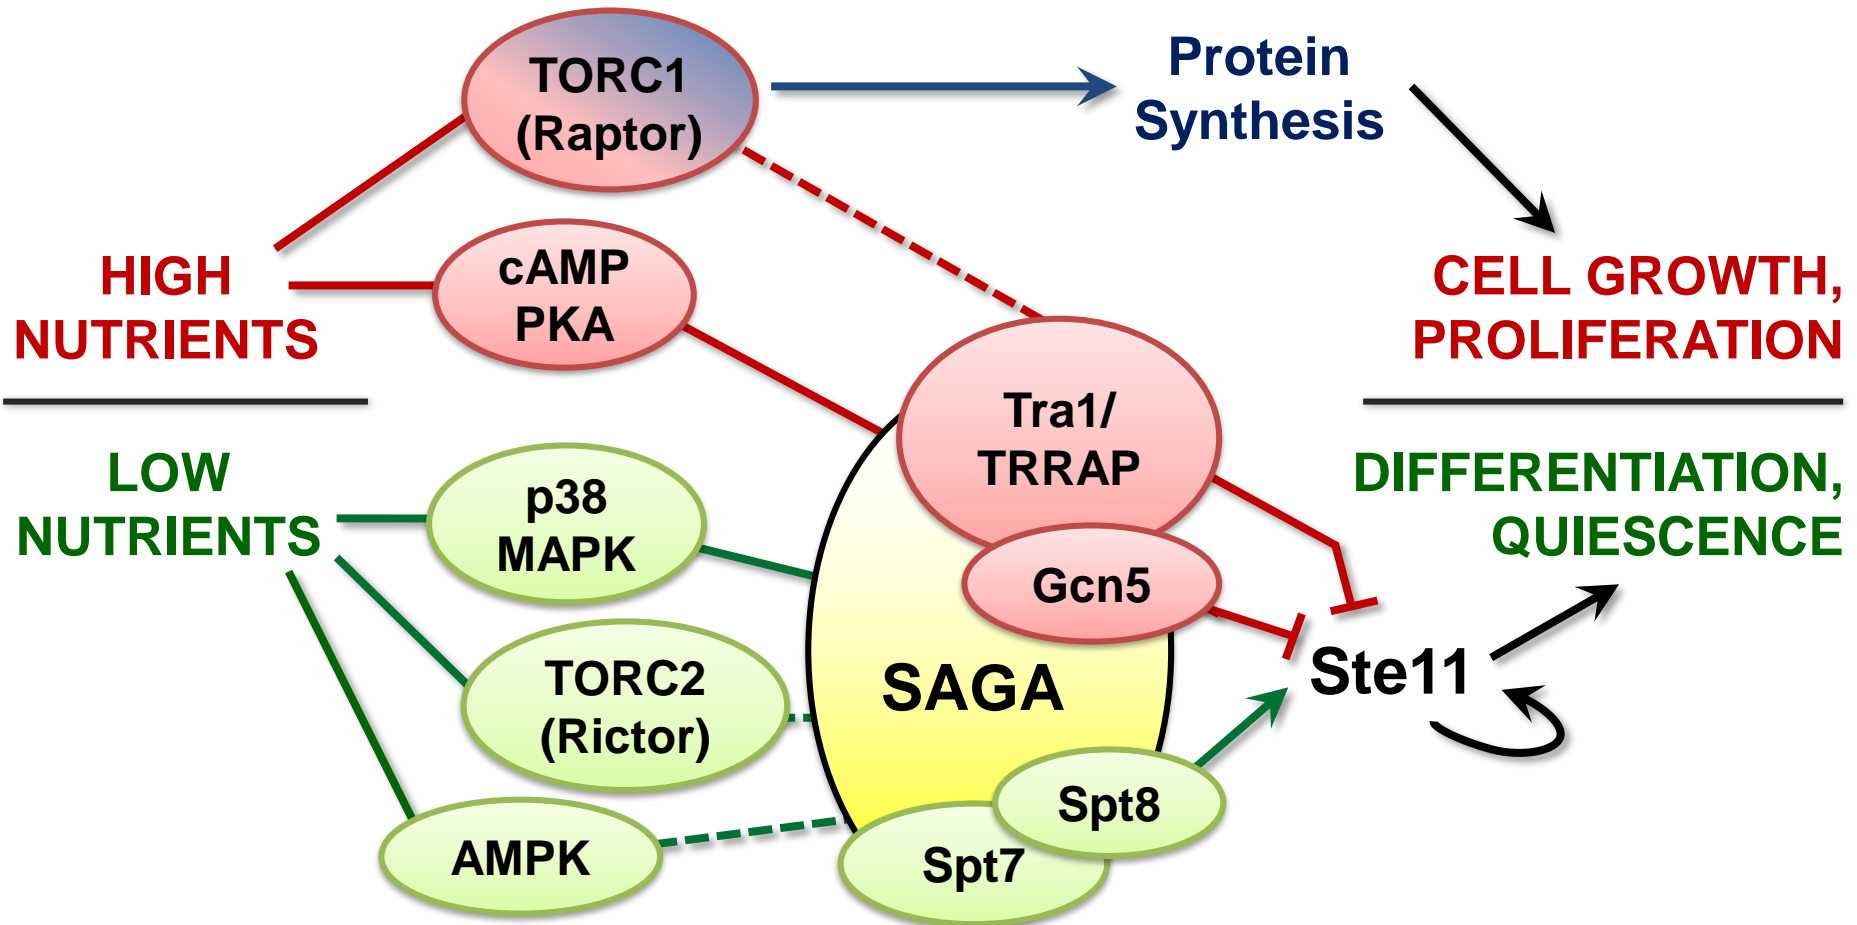 TORC1
(Raptor)
Protein
Synthesis
HIGH
NUTRIENTS
cAMP
PKA
CELL GROWTH,
PROLIFERATION
Tra1/
TRRAP
LOW
NUTRIENTS
p38
MAPK
DIFFERENTIATION,
QUIESCENCE
Gcn5
TORC2
(Rictor)
SAGA
Ste11
AMPK
Spt8
Spt7